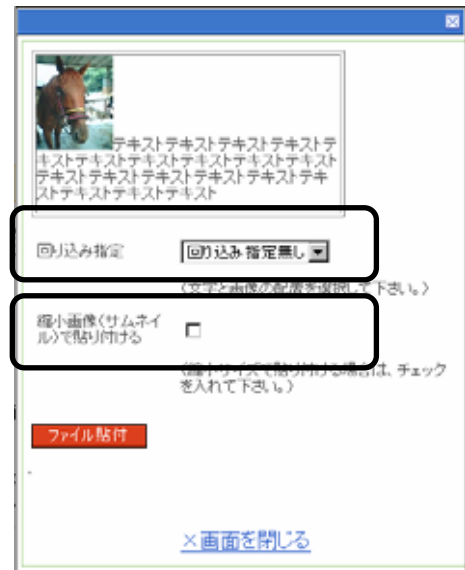 テキストテキストテキストテキストテ
キストテキストテキストテキストテキスト
テキストテキストテキストテキストテキ
ストテキストテキストテキスト
回り込み指定
回り込み指定無し
(文字と画像の配置を選択して下さい。)
縮小画像(サムネイ
ル)で貼り付ける
(縮小サイズで貼り付ける場合は、チェック
を入れて下さい。)
ファイル貼付
×画面を閉じる